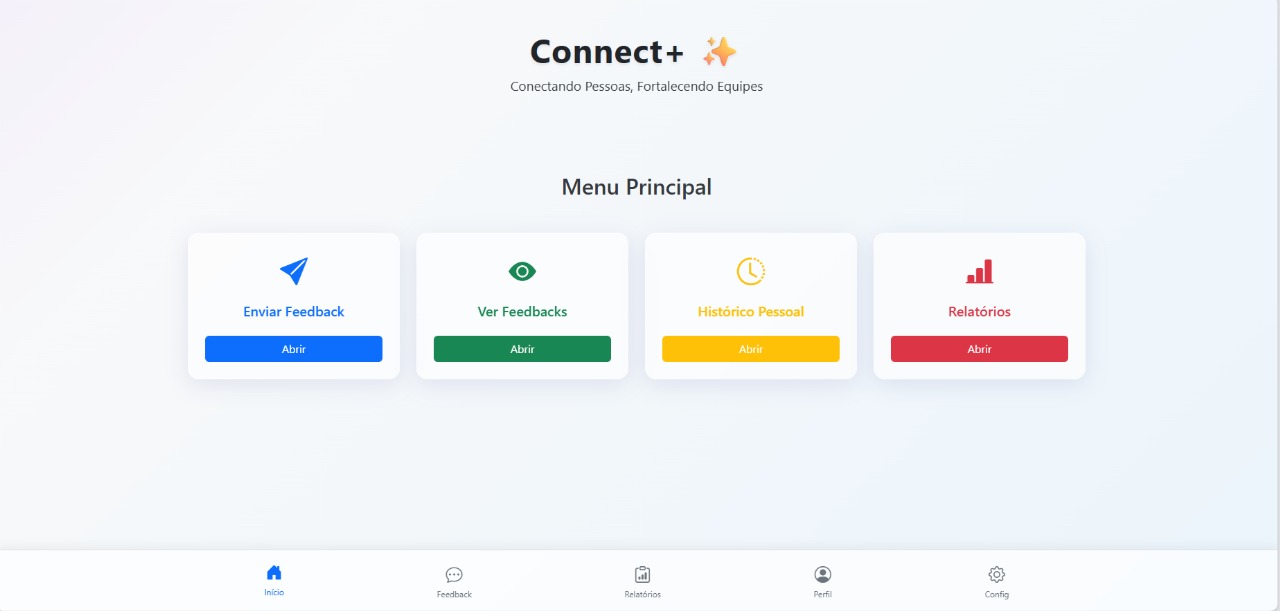 Connect+ ✨
Conectando Pessoas, Fortalecendo Equipes
Menu Principal
Enviar Feedback
Abrir
Ver Feedbacks
Abrir
Histórico Pessoal
Abrir
Relatórios
Abrir
Início
Feedback
Relatórios
Perfil
Config